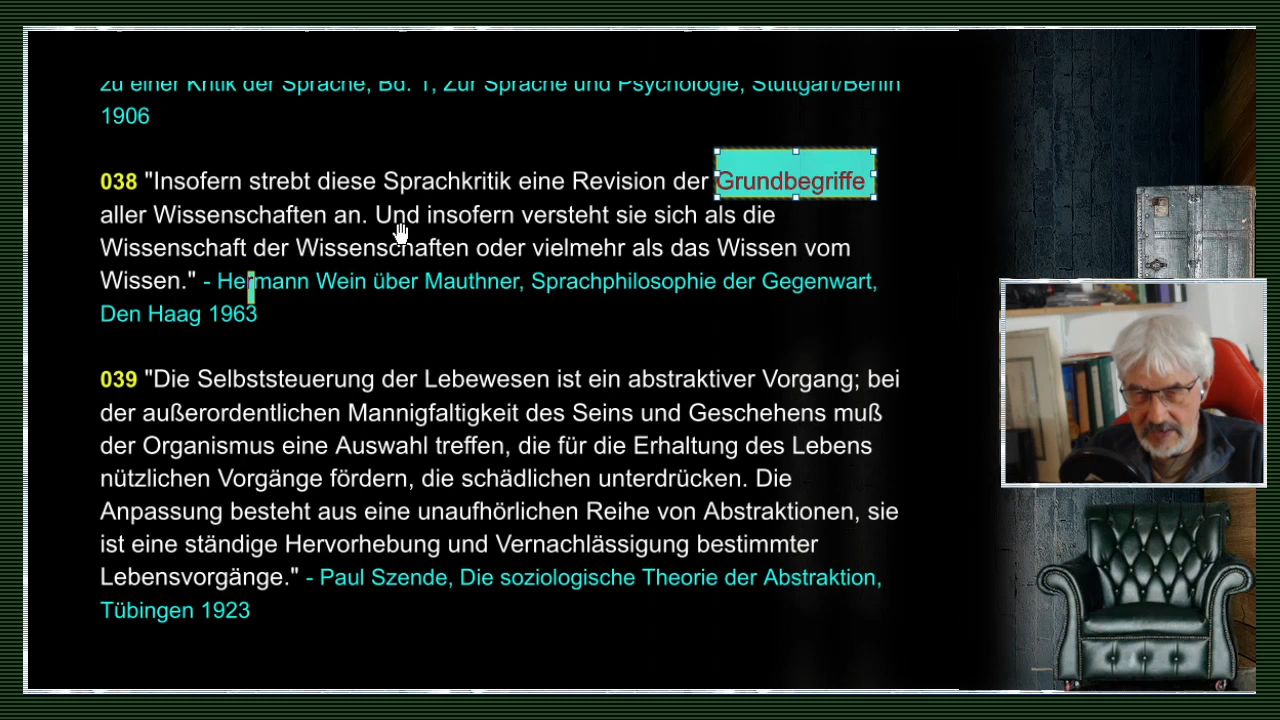 zu einer Kritik der Sprache, Bd. 1, Zur Sprache und Psychologie, Stuttgart/Berlin
1906
038 "Insofern strebt diese Sprachkritik eine Revision der Grundbegriffe
aller Wissenschaften an. Und insofern versteht sie sich als die
Wissenschaft der Wissenschaften oder vielmehr als das Wissen vom
Wissen." - Hermann Wein über Mauthner, Sprachphilosophie der Gegenwart,
Den Haag 1963
039 "Die Selbststeuerung der Lebewesen ist ein abstraktiver Vorgang; bei
der außerordentlichen Mannigfaltigkeit des Seins und Geschehens muß
der Organismus eine Auswahl treffen, die für die Erhaltung des Lebens
nützlichen Vorgänge fördern, die schädlichen unterdrücken. Die
Anpassung besteht aus eine unaufhörlichen Reihe von Abstraktionen, sie
ist eine ständige Hervorhebung und Vernachlässigung bestimmter
Lebensvorgänge." - Paul Szende, Die soziologische Theorie der Abstraktion,
Tübingen 1923